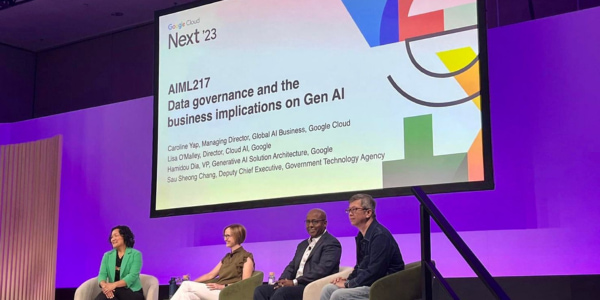 Google Cloud
Next '23
AIML217
Data governance and the
business implications on Gen AI
Caroline Yap, Managing Director, Global AI Business, Google Cloud
Lisa O'Malley, Director, Cloud AI, Google
Hamidou Dia, VP, Generative AI Solution Architecture, Google
Sau Sheong Chang, Deputy Chief Executive, Government Technology Agency